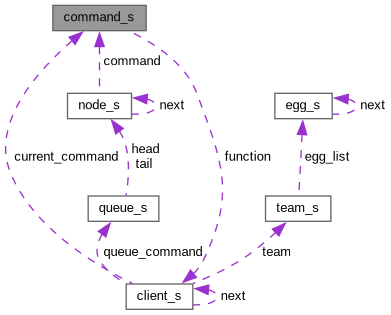 command_s
command
node_s
next
egg_s
next
current_command
head
tail
function
egg_list
queue_s
team_s
queue_command
team
client_s
next